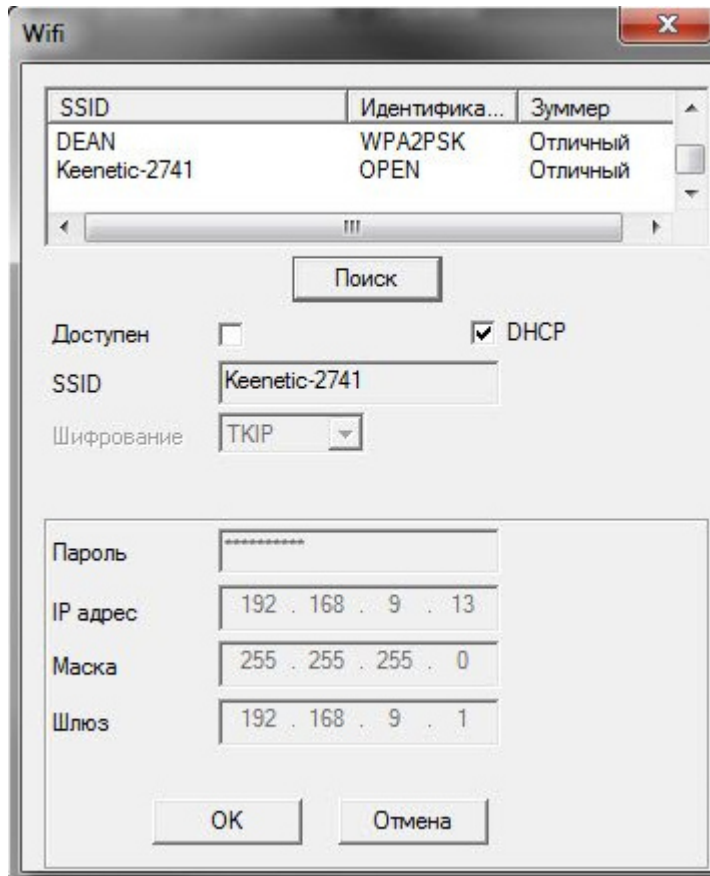 Wifi
SSID Идентифика... Зуммер
DEAN WPA2PSK Отличный
Keenetic-2741 OPEN Отличный
Поиск
Доступен DHCP
SSID Keenetic-2741
Шифрование TKIP
Пароль **********
IP адрес 192 . 168 . 9 . 13
Маска 255 . 255 . 255 . 0
Шлюз 192 . 168 . 9 . 1
OK Отмена